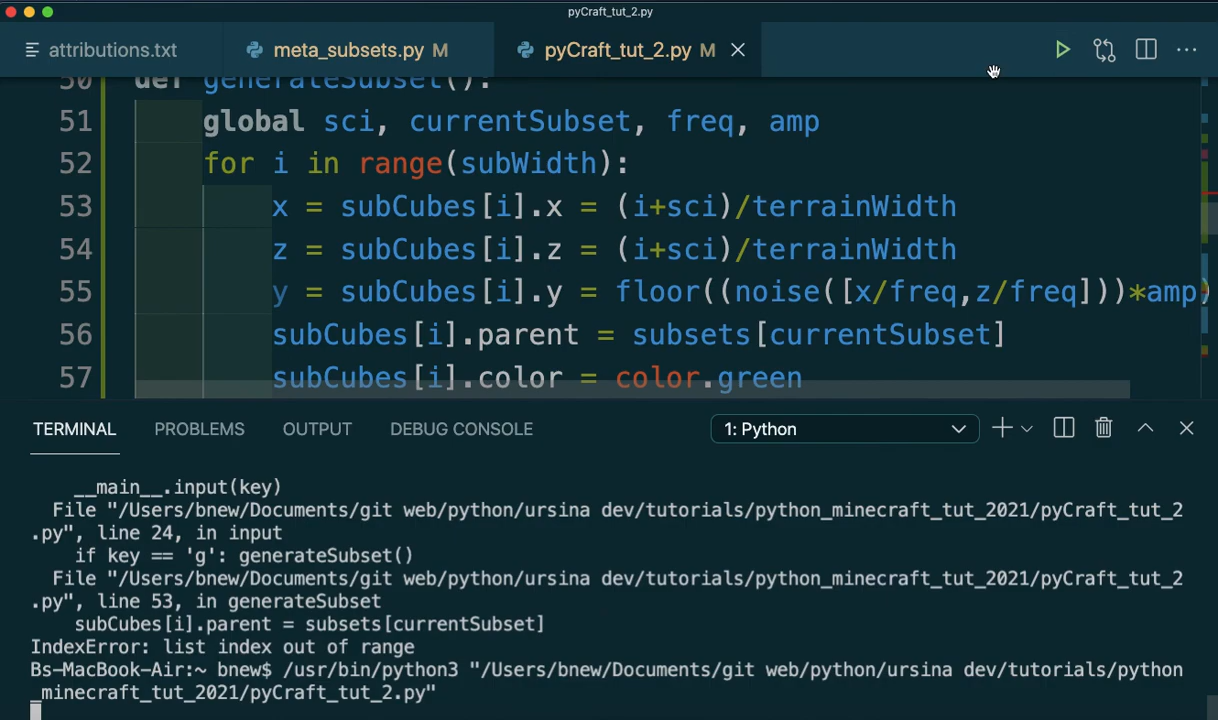 pyCraft_tut_2.py
attributions.txt
meta_subsets.py M
pyCraft_tut_2.py M
50 def generateSubset():
51 global sci, currentSubset, freq, amp
52 for i in range(subWidth):
53 x = subCubes[i].x = (i+sci)/terrainWidth
54 z = subCubes[i].z = (i+sci)/terrainWidth
55 y = subCubes[i].y = floor((noise([x/freq,z/freq]))*amp)
56 subCubes[i].parent = subsets[currentSubset]
57 subCubes[i].color = color.green
TERMINAL PROBLEMS OUTPUT DEBUG CONSOLE 1: Python
__main__.input(key)
File "/Users/bnew/Documents/git web/python/ursina dev/tutorials/python_minecraft_tut_2021/pyCraft_tut_2
.py", line 24, in input
if key == 'g': generateSubset()
File "/Users/bnew/Documents/git web/python/ursina dev/tutorials/python_minecraft_tut_2021/pyCraft_tut_2
.py", line 53, in generateSubset
subCubes[i].parent = subsets[currentSubset]
IndexError: list index out of range
Bs-MacBook-Air:~ bnew$ /usr/bin/python3 "/Users/bnew/Documents/git web/python/ursina dev/tutorials/python
_minecraft_tut_2021/pyCraft_tut_2.py"